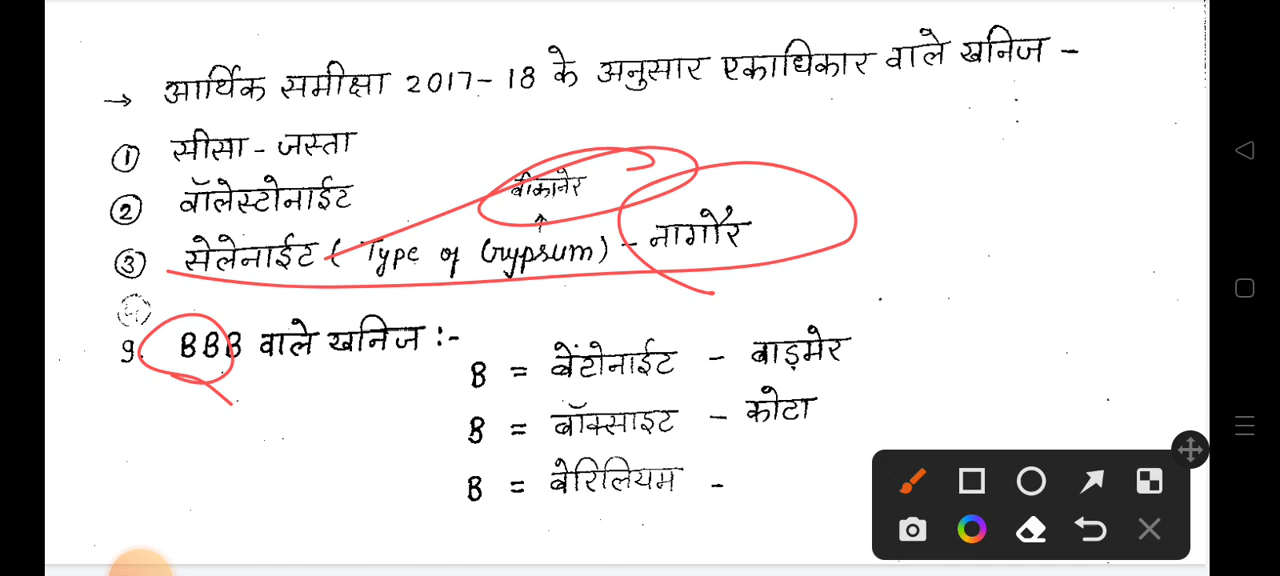 → आर्थिक समीक्षा 2017-18 के अनुसार एकाधिकार वाले खनिज -
① सीसा - जस्ता
② वॉलेस्टोनाईट
बीकानेर
↑
③ सेलेनाईट ( Type of Gypsum) - नागौर
9. BBB वाले खनिज :-
B = बेंटोनाईट - बाड़मेर
B = बॉक्साइट - कोटा
B = बेरिलियम -